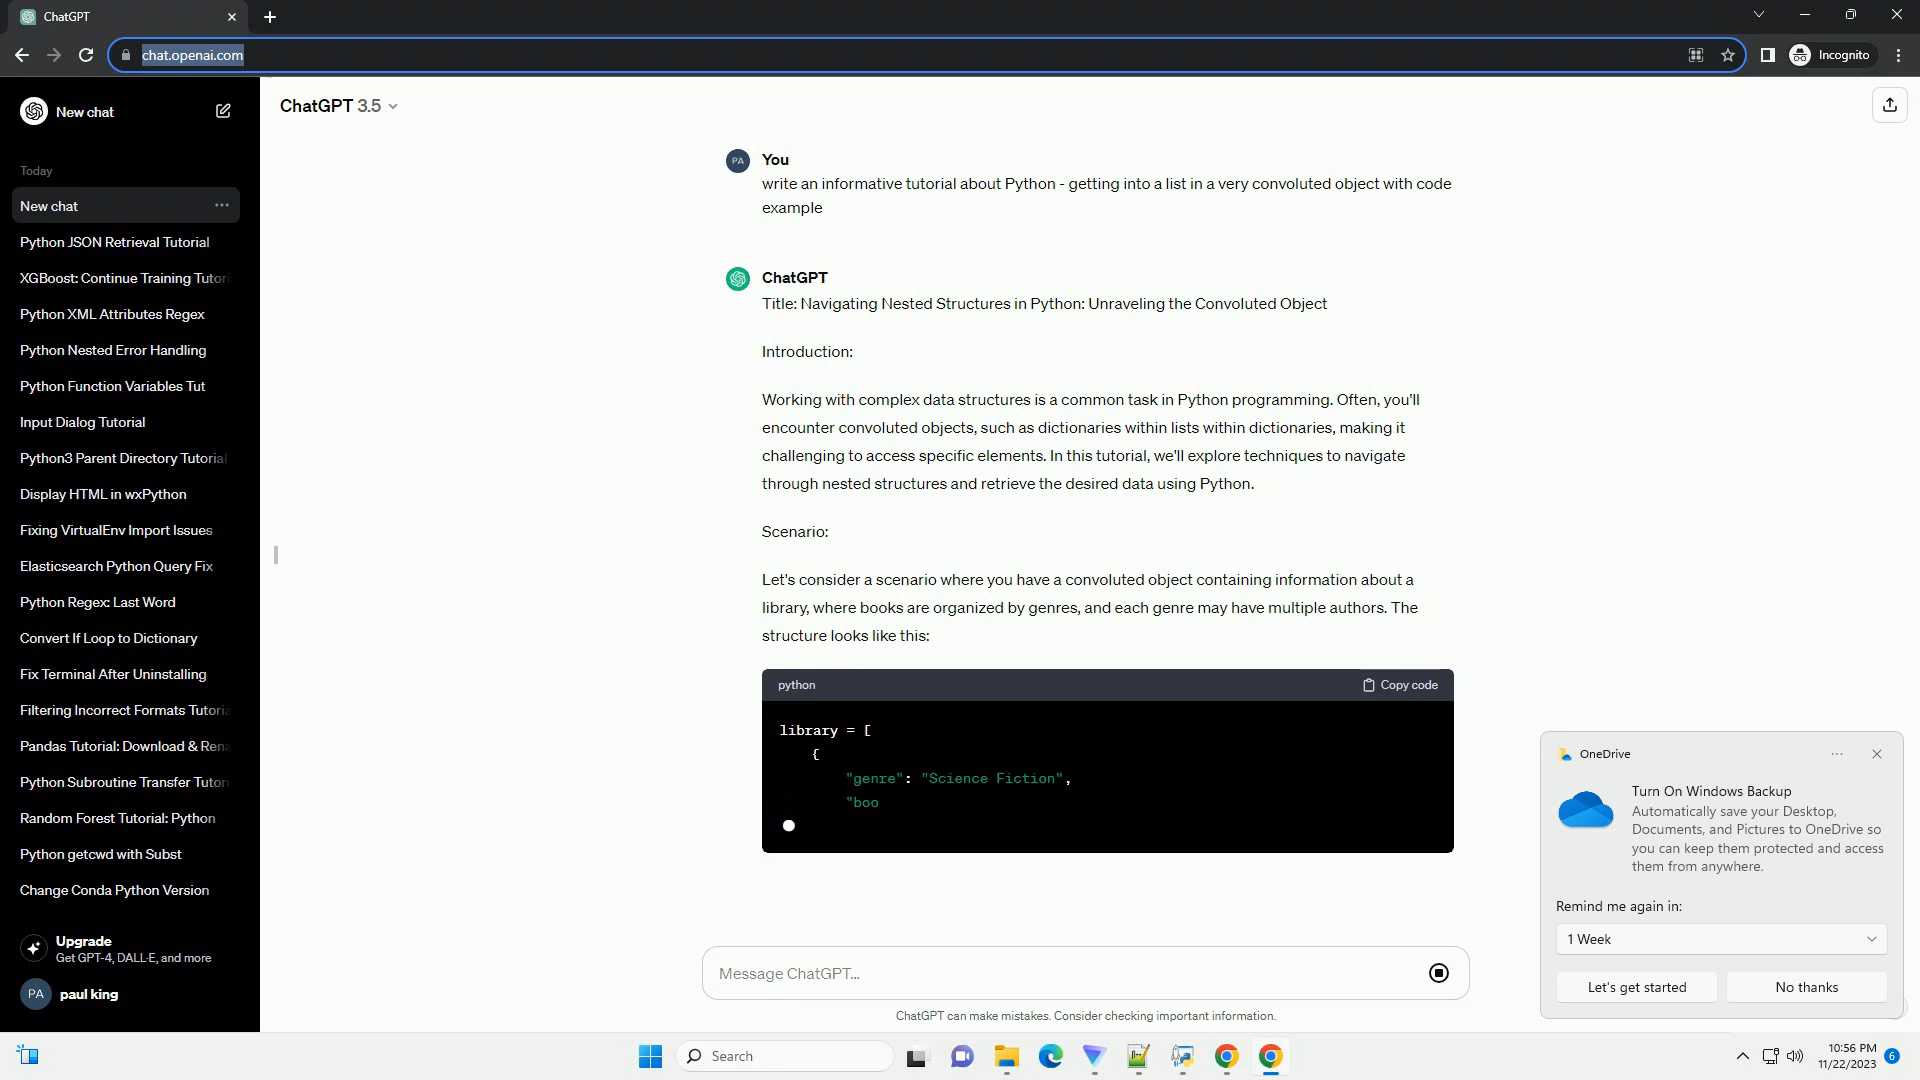 ChatGPT
chat.openai.com
Incognito
New chat
Today
New chat
Python JSON Retrieval Tutorial
XGBoost: Continue Training Tutori
Python XML Attributes Regex
Python Nested Error Handling
Python Function Variables Tut
Input Dialog Tutorial
Python3 Parent Directory Tutorial
Display HTML in wxPython
Fixing VirtualEnv Import Issues
Elasticsearch Python Query Fix
Python Regex: Last Word
Convert If Loop to Dictionary
Fix Terminal After Uninstalling
Filtering Incorrect Formats Tutoria
Pandas Tutorial: Download & Rena
Python Subroutine Transfer Tutori
Random Forest Tutorial: Python
Python getcwd with Subst
Change Conda Python Version
Upgrade
Get GPT-4, DALL·E, and more
PA
paul king
ChatGPT 3.5
PA
You
write an informative tutorial about Python - getting into a list in a very convoluted object with code
example
ChatGPT
Title: Navigating Nested Structures in Python: Unraveling the Convoluted Object
Introduction:
Working with complex data structures is a common task in Python programming. Often, you'll
encounter convoluted objects, such as dictionaries within lists within dictionaries, making it
challenging to access specific elements. In this tutorial, we'll explore techniques to navigate
through nested structures and retrieve the desired data using Python.
Scenario:
Let's consider a scenario where you have a convoluted object containing information about a
library, where books are organized by genres, and each genre may have multiple authors. The
structure looks like this:
python
Copy code
library = [
{
"genre": "Science Fiction",
"boo
Message ChatGPT...
ChatGPT can make mistakes. Consider checking important information.
OneDrive
Turn On Windows Backup
Automatically save your Desktop,
Documents, and Pictures to OneDrive so
you can keep them protected and access
them from anywhere.
Remind me again in:
1 Week
Let's get started
No thanks
Search
10:56 PM
11/22/2023
6